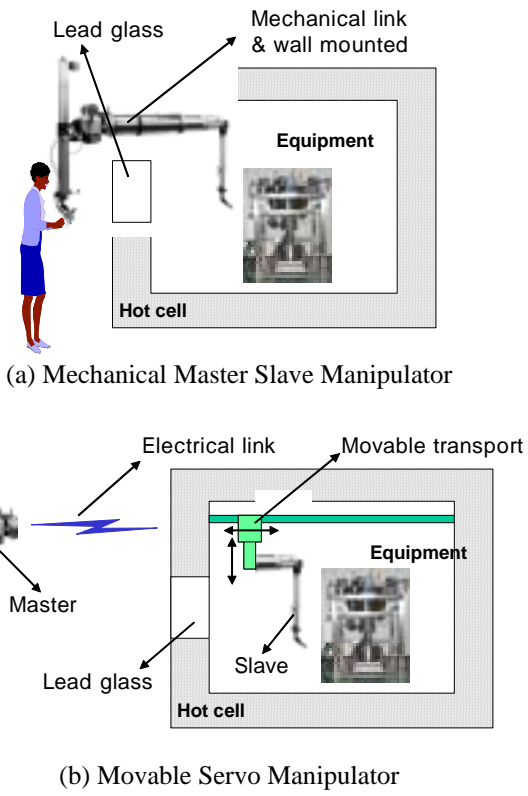 Lead glass
Mechanical link
& wall mounted
Equipment
Hot cell
(a) Mechanical Master Slave Manipulator
Electrical link
Movable transport
Equipment
Master
Slave
Lead glass
Hot cell
(b) Movable Servo Manipulator